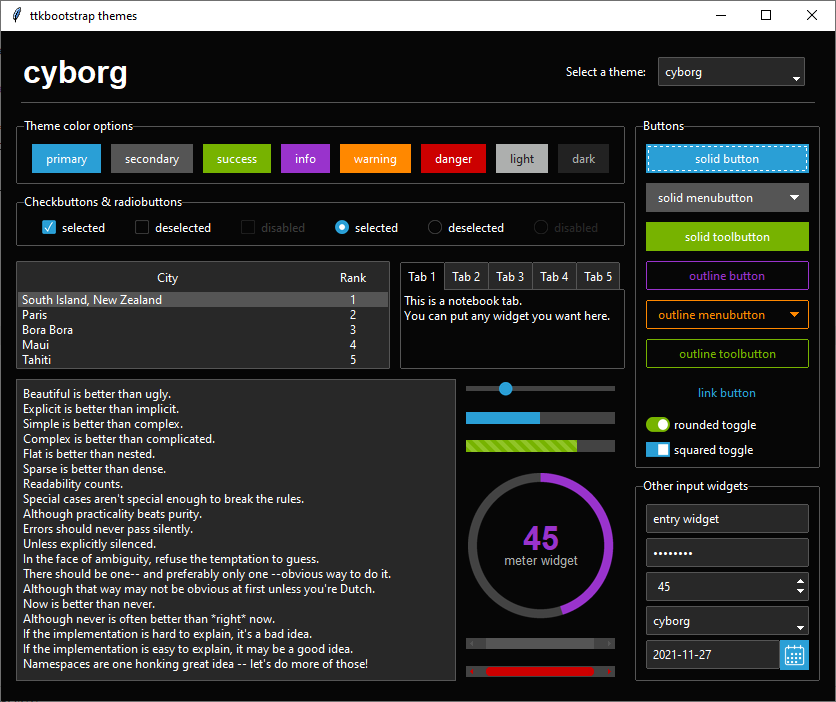 ttkbootstrap themes
cyborg
Select a theme: cyborg
Theme color options
primary secondary success info warning danger light dark
Checkbuttons & radiobuttons
selected deselected disabled selected deselected disabled
City Rank
South Island, New Zealand 1
Paris 2
Bora Bora 3
Maui 4
Tahiti 5
Tab 1 Tab 2 Tab 3 Tab 4 Tab 5
This is a notebook tab.
You can put any widget you want here.
Beautiful is better than ugly.
Explicit is better than implicit.
Simple is better than complex.
Complex is better than complicated.
Flat is better than nested.
Sparse is better than dense.
Readability counts.
Special cases aren't special enough to break the rules.
Although practicality beats purity.
Errors should never pass silently.
Unless explicitly silenced.
In the face of ambiguity, refuse the temptation to guess.
There should be one-- and preferably only one --obvious way to do it.
Although that way may not be obvious at first unless you're Dutch.
Now is better than never.
Although never is often better than *right* now.
If the implementation is hard to explain, it's a bad idea.
If the implementation is easy to explain, it may be a good idea.
Namespaces are one honking great idea -- let's do more of those!
45
meter widget
Buttons
solid button
solid menubutton
solid toolbutton
outline button
outline menubutton
outline toolbutton
link button
rounded toggle
squared toggle
Other input widgets
entry widget
••••••••
45
cyborg
2021-11-27